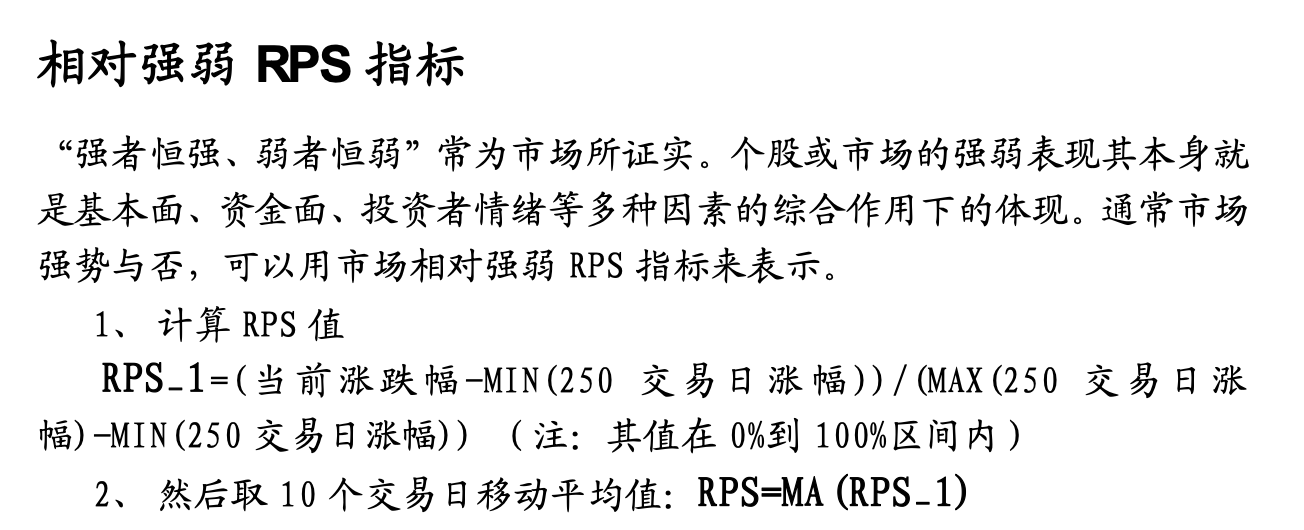 相对强弱 RPS 指标
“强者恒强、弱者恒弱”常为市场所证实。个股或市场的强弱表现其本身就
是基本面、资金面、投资者情绪等多种因素的综合作用下的体现。通常市场
强势与否，可以用市场相对强弱 RPS 指标来表示。
1、 计算 RPS 值
RPS_1=(当前涨跌幅-MIN(250 交易日涨幅))/(MAX(250 交易日涨
幅)-MIN(250 交易日涨幅)) （注：其值在 0%到 100%区间内）
2、 然后取 10 个交易日移动平均值：RPS=MA(RPS_1)